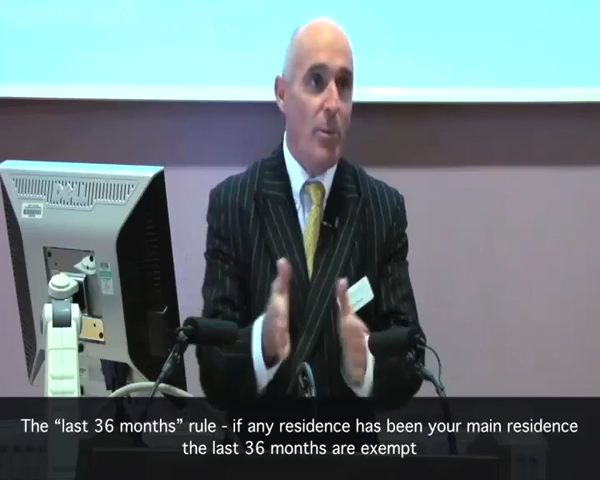 DELL
The “last 36 months” rule - if any residence has been your main residence
the last 36 months are exempt